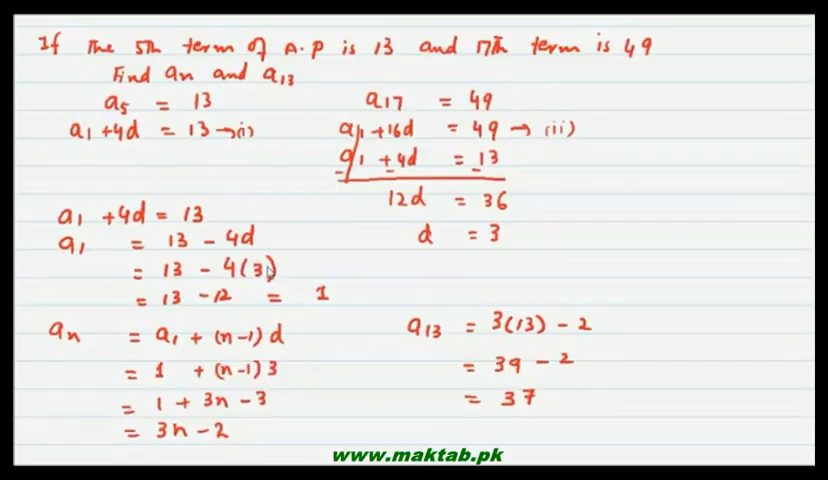 If The 5Th term of A.P is 13 and 17Th term is 49
Find an and a13
a5 = 13
a1 + 4d = 13 → (i)
a17 = 49
a1 + 16d = 49 → (ii)
a1 + 4d = 13
- - -
12d = 36
d = 3
a1 + 4d = 13
a1 = 13 - 4d
= 13 - 4(3)
= 13 - 12 = 1
an = a1 + (n-1) d
= 1 + (n-1) 3
= 1 + 3n - 3
= 3n - 2
a13 = 3(13) - 2
= 39 - 2
= 37
www.maktab.pk